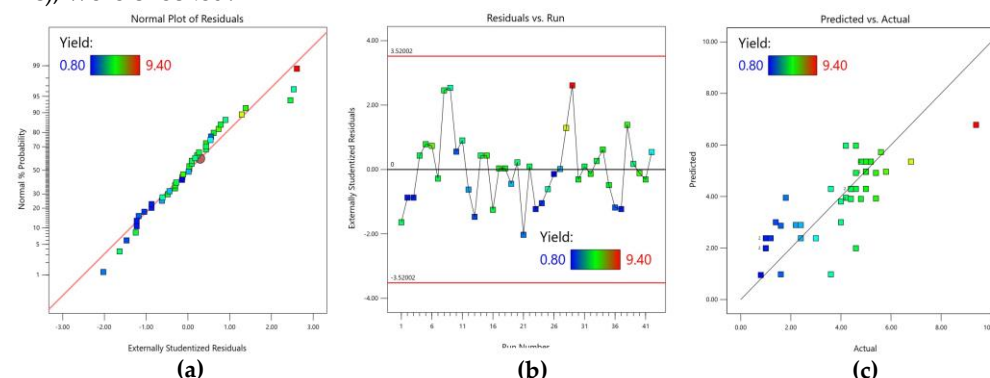 Normal Plot of Residuals
Yield:
0.80 9.40
Normal % Probability
99
95
90
80
70
50
30
20
10
5
1
-3.00 -2.00 -1.00 0.00 1.00 2.00 3.00
Externally Studentized Residuals
(a)
Residuals vs. Run
Externally Studentized Residuals
4.00
3.52002
2.00
0.00
0
-2.00
-3.52002
-4.00
Yield:
0.80 9.40
1 6 11 16 21 26 31 36 41
(b)
Predicted vs. Actual
Yield:
0.80 9.40
Predicted
10.00
8.00
6.00
4.00
2.00
0.00
0.00 2.00 4.00 6.00 8.00
Actual
(c)